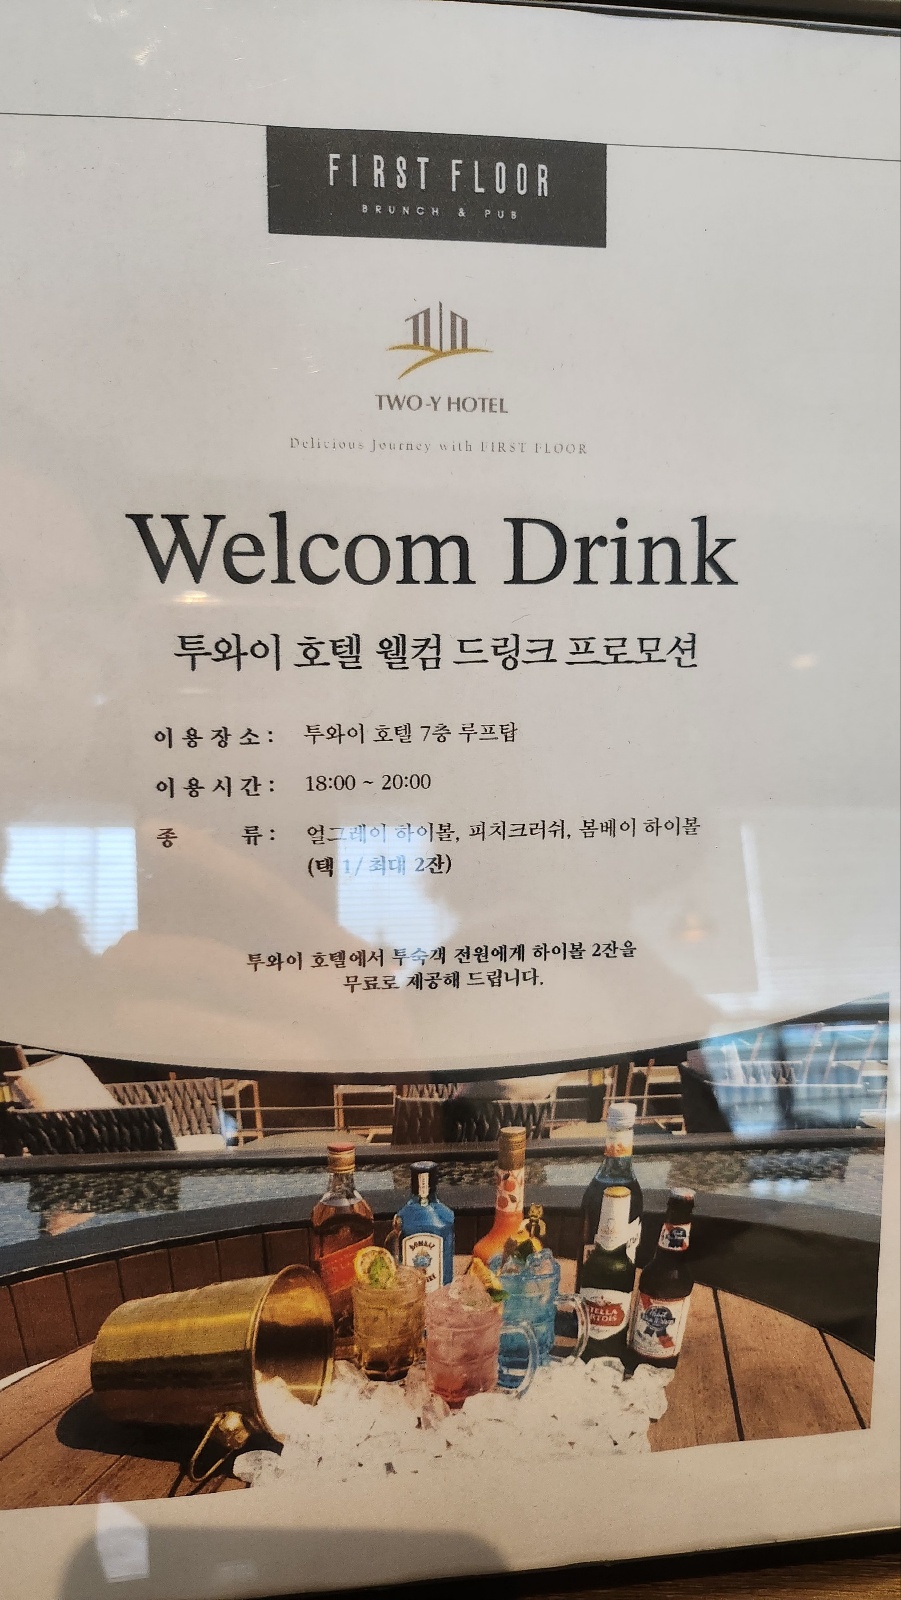 FIRST FLOOR
BRUNCH & PUB
TWO-Y HOTEL
Delicious Journey with FIRST FLOOR
Welcom Drink
투와이 호텔 웰컴 드링크 프로모션
이용장소: 투와이 호텔 7층 루프탑
이용시간: 18:00 ~ 20:00
종 류: 얼그레이 하이볼, 피치크러쉬, 봄베이 하이볼
(택 1/ 최대 2잔)
투와이 호텔에서 투숙객 전원에게 하이볼 2잔을
무료로 제공해 드립니다.
BOMBAY
STELLA
ARTOIS